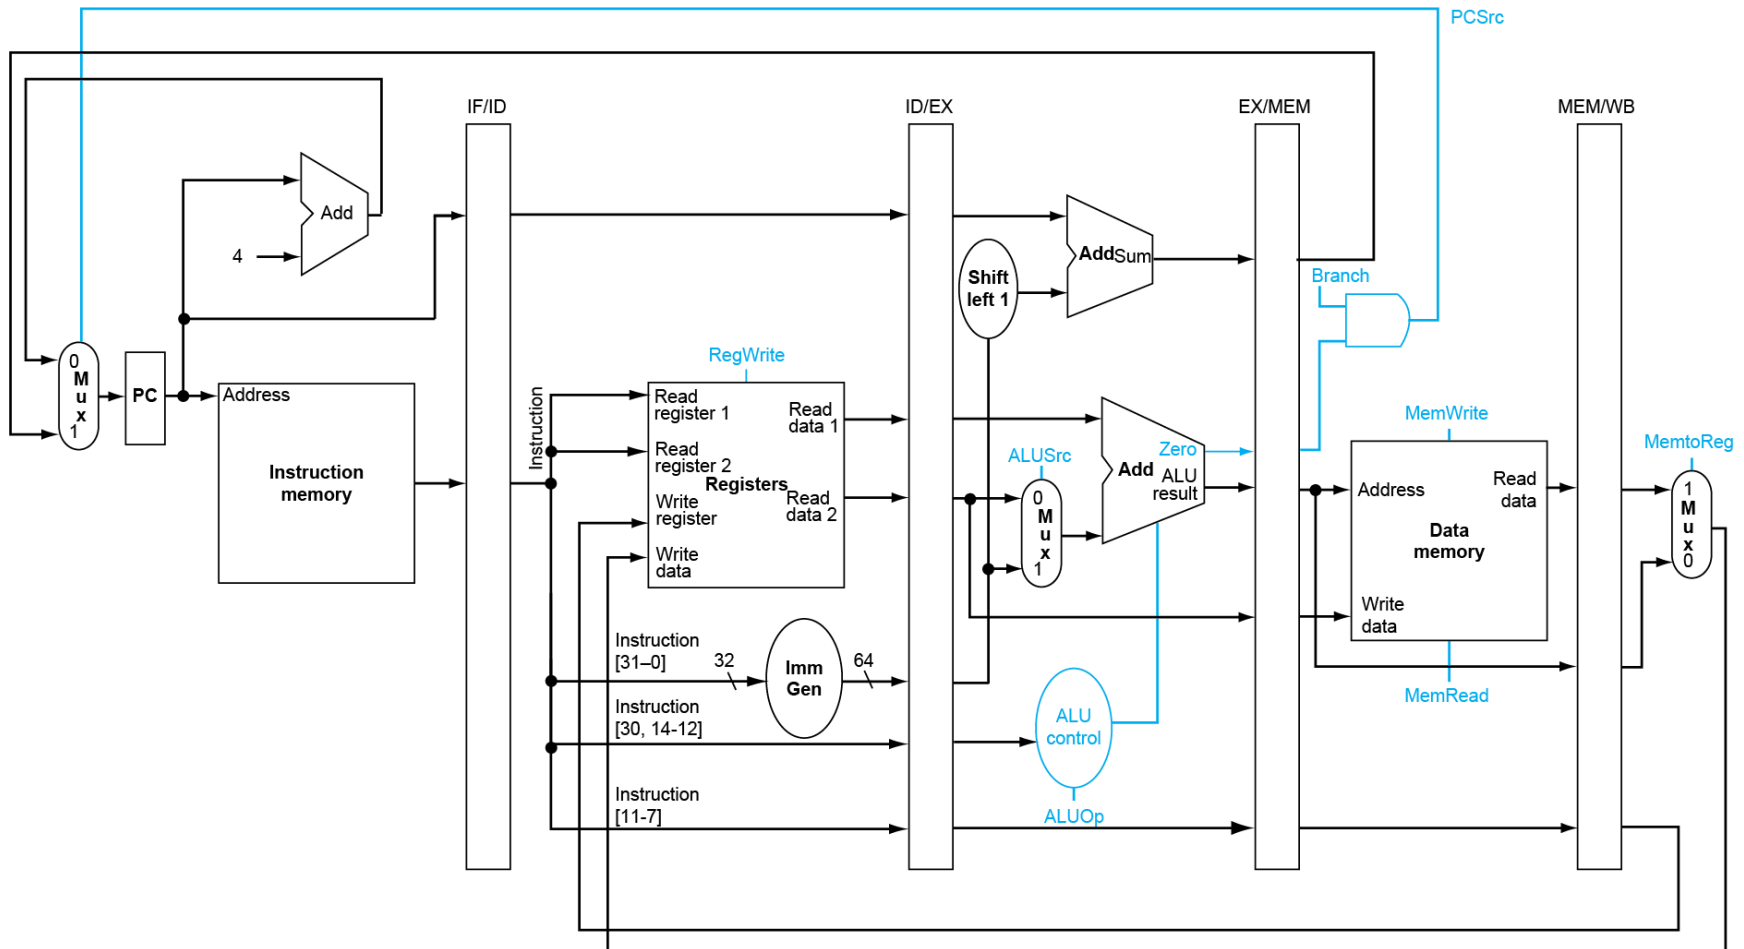 PCSrc
IF/ID
ID/EX
EX/MEM
MEM/WB
Add
4
Shift
left 1
AddSum
Branch
0
M
u
x
1
PC
Address
Instruction
memory
Instruction
RegWrite
Read
register 1
Read
register 2
Registers
Write
register
Write
data
Read
data 1
Read
data 2
ALUSrc
0
M
u
x
1
Zero
Add
ALU
result
MemWrite
Address
Read
data
Data
memory
Write
data
MemRead
MemtoReg
1
M
u
x
0
Instruction
[31–0]
32
Imm
Gen
64
Instruction
[30, 14-12]
ALU
control
Instruction
[11-7]
ALUOp